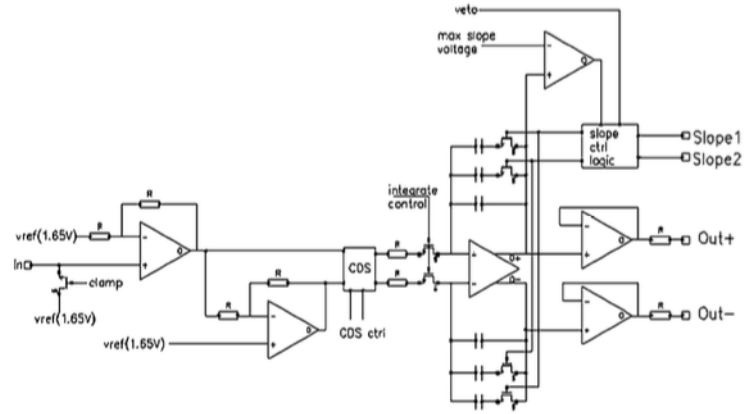 veto
max slope
voltage
-
+
O
slope
ctrl
logic
Slope1
Slope2
integrate
control
R
R
vref(1.65V)
-
O
+
In
clamp
vref(1.65V)
R
R
-
O
+
vref(1.65V)
CDS
CDS ctrl
R
R
+
-
O+
O-
-
+
O
R
Out+
-
+
O
R
Out-